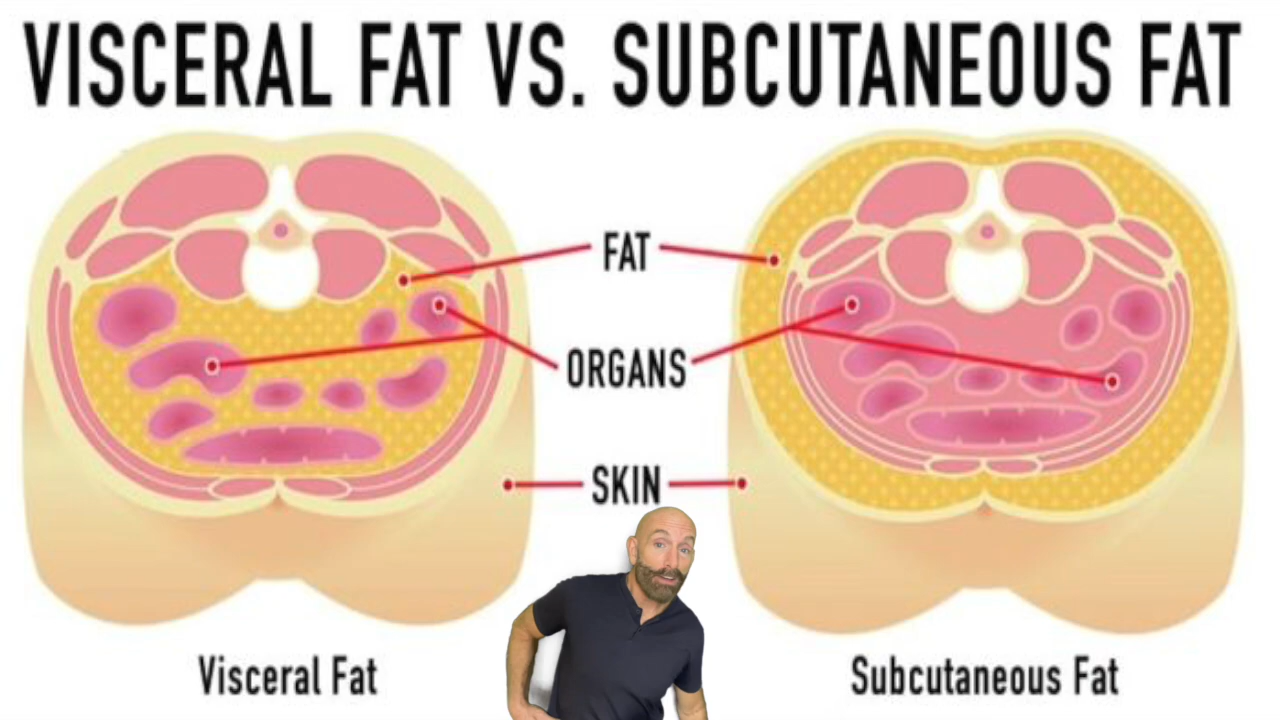 VISCERAL FAT VS. SUBCUTANEOUS FAT
FAT
ORGANS
SKIN
Visceral Fat
Subcutaneous Fat